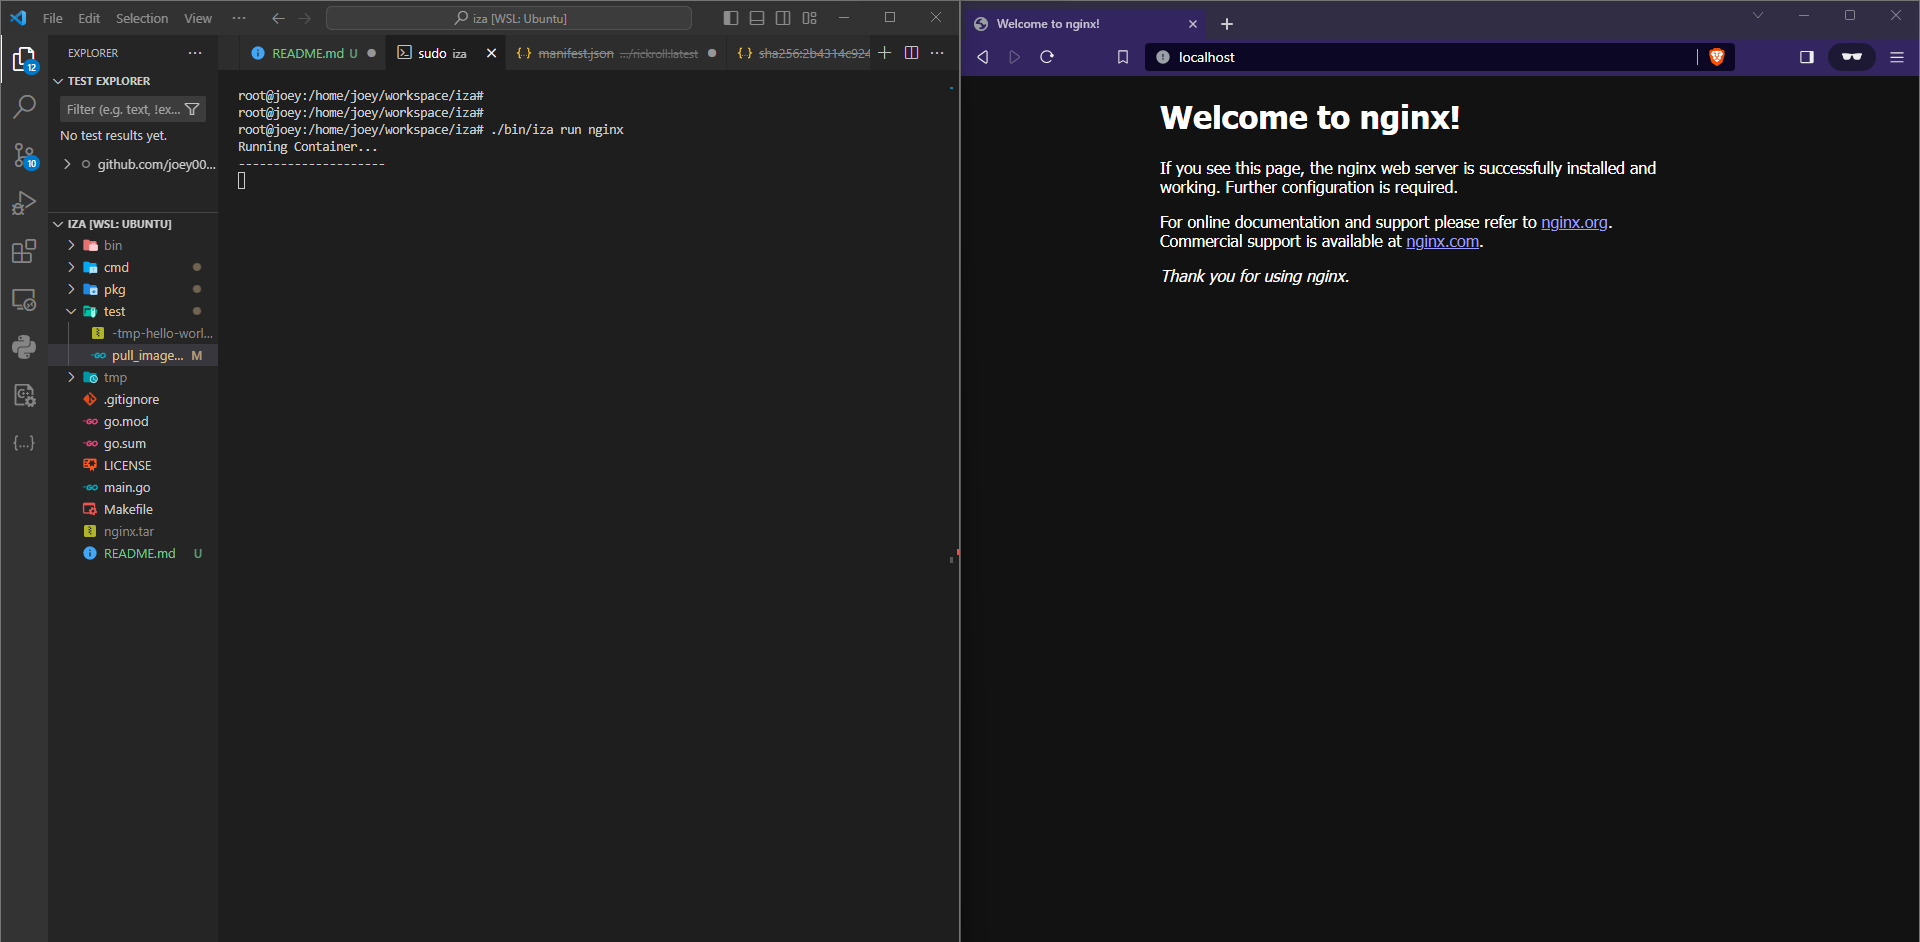 File Edit Selection View ···
iza [WSL: Ubuntu]
EXPLORER ···
TEST EXPLORER
Filter (e.g. text, !ex...
No test results yet.
github.com/joey00...
IZA [WSL: UBUNTU]
bin
cmd
pkg
test
-tmp-hello-worl...
pull_image... M
tmp
.gitignore
go.mod
go.sum
LICENSE
main.go
Makefile
nginx.tar
README.md U
12
10
README.md U
sudo iza
manifest.json .../rickroll:latest
sha256:2b4314c924
root@joey:/home/joey/workspace/iza#
root@joey:/home/joey/workspace/iza#
root@joey:/home/joey/workspace/iza# ./bin/iza run nginx
Running Container...
---------------------
Welcome to nginx!
localhost
Welcome to nginx!
If you see this page, the nginx web server is successfully installed and
working. Further configuration is required.
For online documentation and support please refer to nginx.org.
Commercial support is available at nginx.com.
Thank you for using nginx.